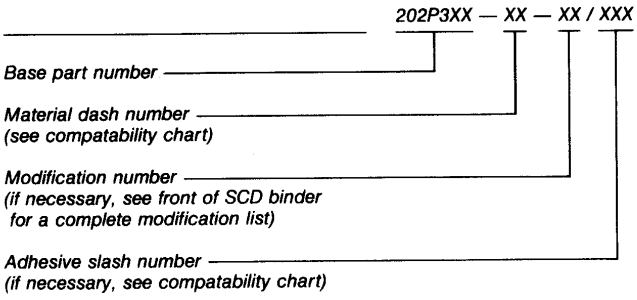 202P3XX — XX — XX / XXX
Base part number
Material dash number
(see compatability chart)
Modification number
(if necessary, see front of SCD binder
for a complete modification list)
Adhesive slash number
(if necessary, see compatability chart)